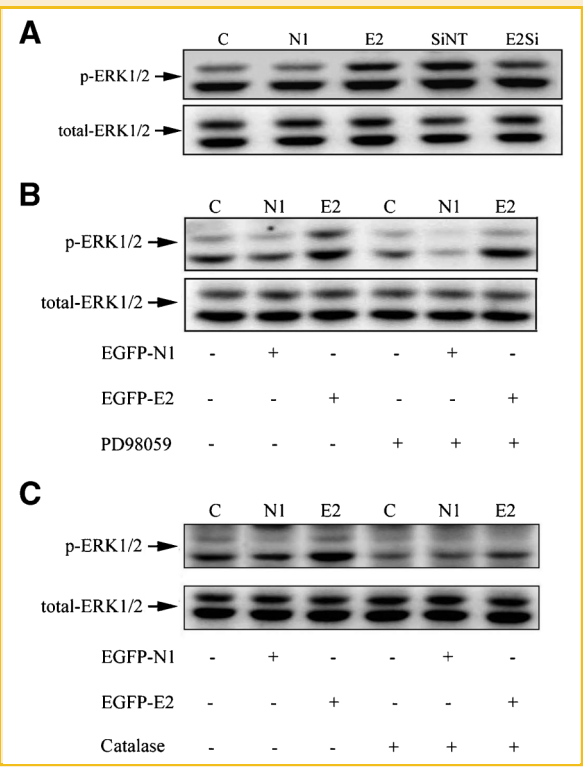 A
C N1 E2 SiNT E2Si
p-ERK1/2
total-ERK1/2
B
C N1 E2 C N1 E2
p-ERK1/2
total-ERK1/2
EGFP-N1 - + - - + -
EGFP-E2 - - + - - +
PD98059 - - - + + +
C
C N1 E2 C N1 E2
p-ERK1/2
total-ERK1/2
EGFP-N1 - + - - + -
EGFP-E2 - - + - - +
Catalase - - - + + +